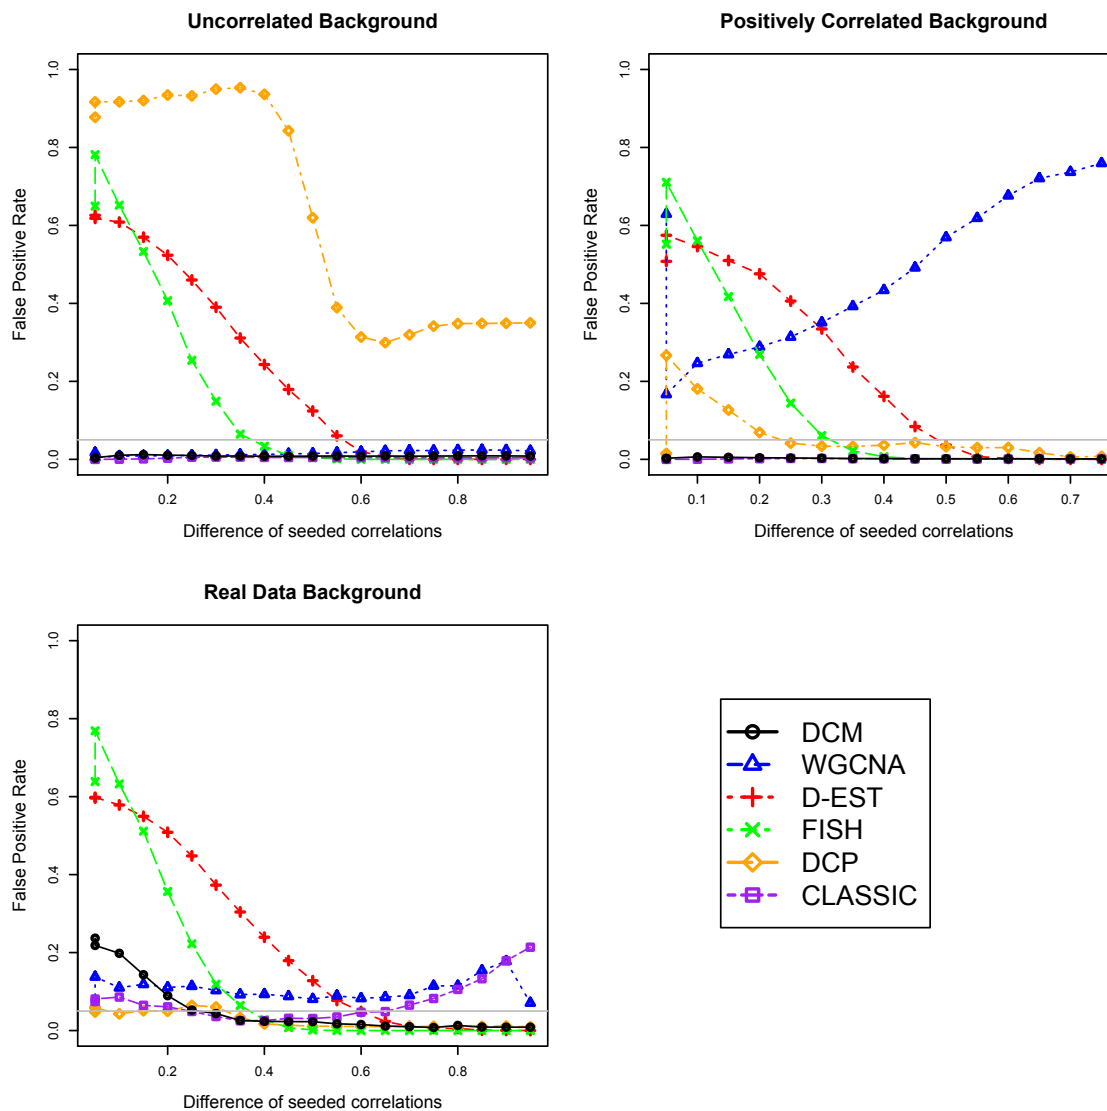 Uncorrelated Background
False Positive Rate
0.0 0.2 0.4 0.6 0.8 1.0
0.2 0.4 0.6 0.8
Difference of seeded correlations
Positively Correlated Background
False Positive Rate
0.0 0.2 0.4 0.6 0.8 1.0
0.1 0.2 0.3 0.4 0.5 0.6 0.7
Difference of seeded correlations
Real Data Background
False Positive Rate
0.0 0.2 0.4 0.6 0.8 1.0
0.2 0.4 0.6 0.8
Difference of seeded correlations
DCM
WGCNA
D-EST
FISH
DCP
CLASSIC